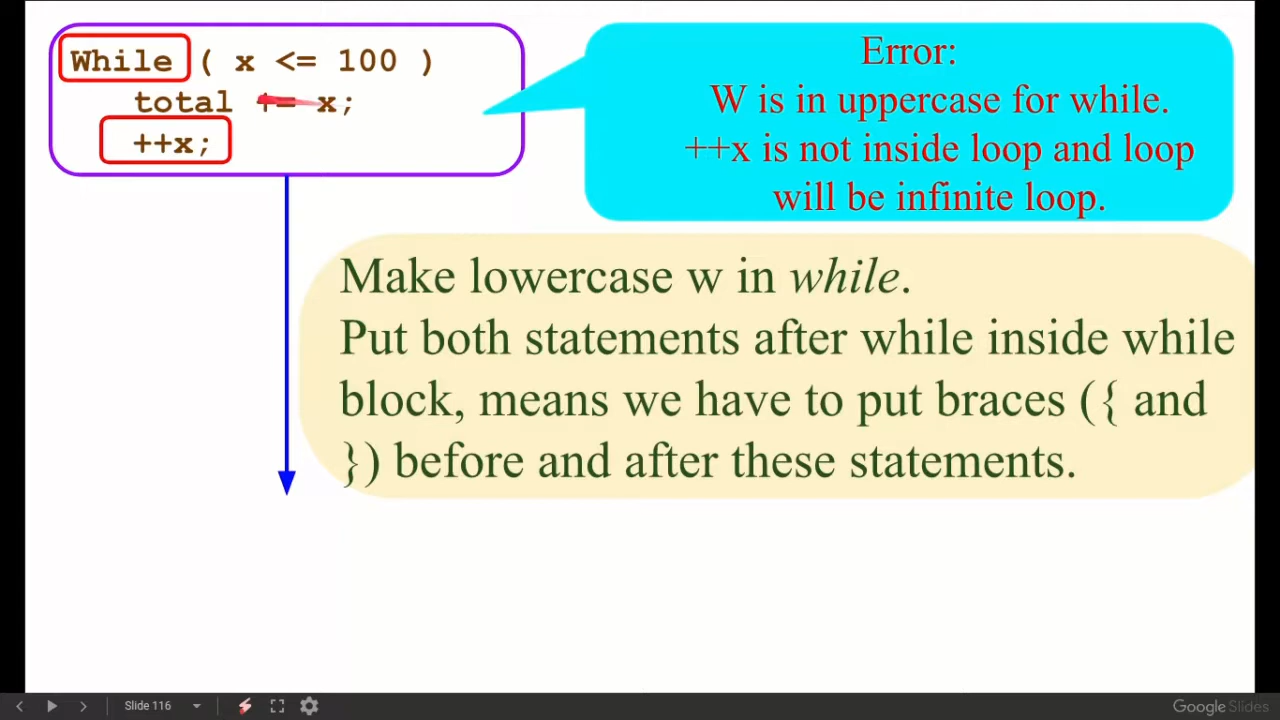 While ( x <= 100 )
total += x;
++x;
Error:
W is in uppercase for while.
++x is not inside loop and loop
will be infinite loop.
Make lowercase w in while.
Put both statements after while inside while
block, means we have to put braces ({ and
}) before and after these statements.
Slide 116
Google Slides